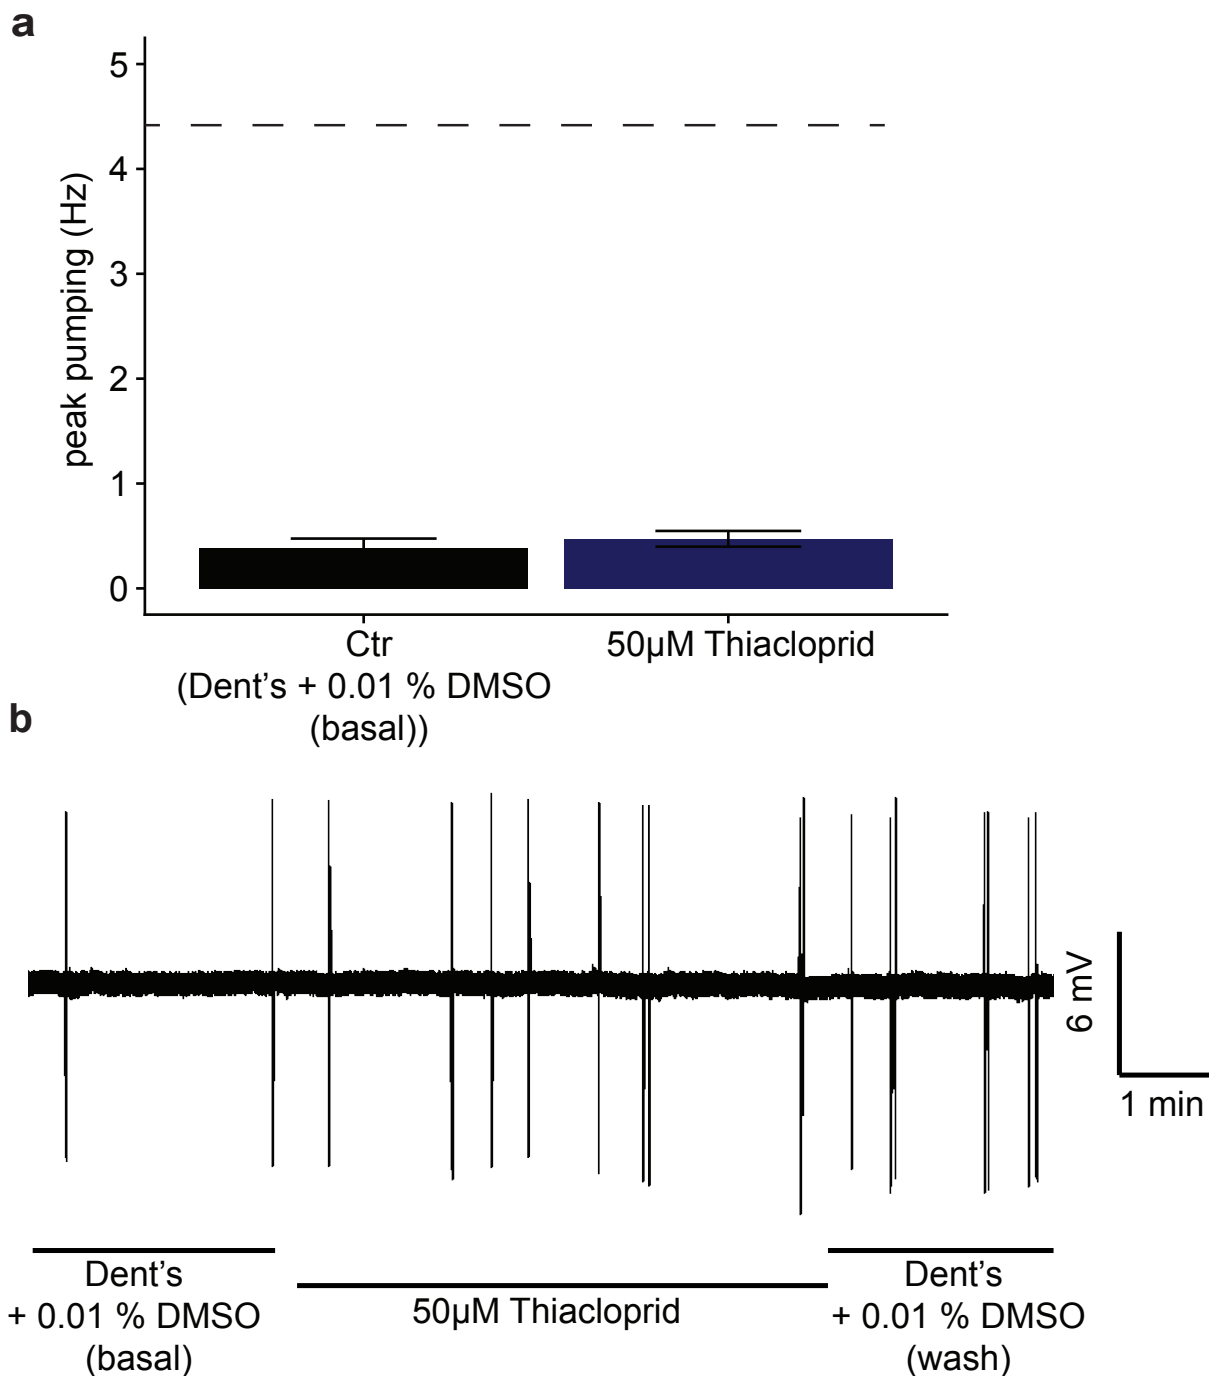 a
5
4
3
2
1
0
peak pumping (Hz)
Ctr
(Dent's + 0.01 % DMSO
(basal))
50µM Thiacloprid
b
6 mV
1 min
Dent's
+ 0.01 % DMSO
(basal)
50µM Thiacloprid
Dent's
+ 0.01 % DMSO
(wash)